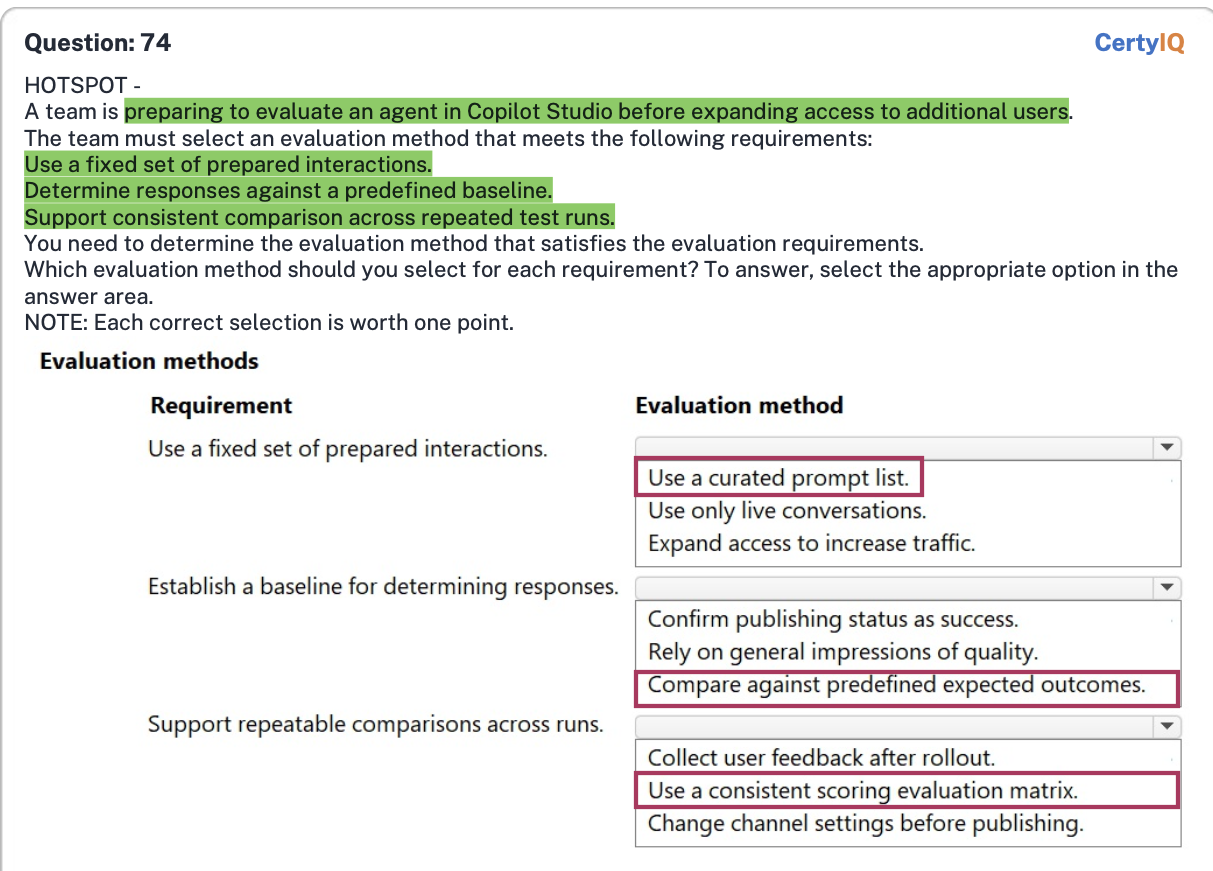 Question: 74
CertyIQ
HOTSPOT -
A team is preparing to evaluate an agent in Copilot Studio before expanding access to additional users.
The team must select an evaluation method that meets the following requirements:
Use a fixed set of prepared interactions.
Determine responses against a predefined baseline.
Support consistent comparison across repeated test runs.
You need to determine the evaluation method that satisfies the evaluation requirements.
Which evaluation method should you select for each requirement? To answer, select the appropriate option in the
answer area.
NOTE: Each correct selection is worth one point.
Evaluation methods
Requirement
Evaluation method
Use a fixed set of prepared interactions.
Use a curated prompt list.
Use only live conversations.
Expand access to increase traffic.
Establish a baseline for determining responses.
Confirm publishing status as success.
Rely on general impressions of quality.
Compare against predefined expected outcomes.
Support repeatable comparisons across runs.
Collect user feedback after rollout.
Use a consistent scoring evaluation matrix.
Change channel settings before publishing.